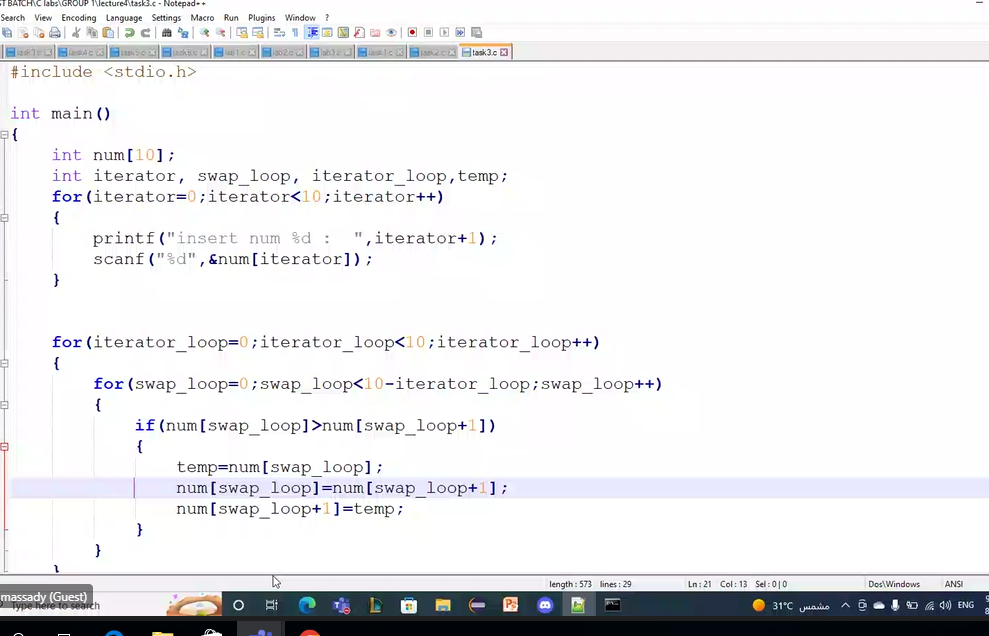 ST BATCH\C labs\GROUP 1\lecture4\task3.c - Notepad++
Search View Encoding Language Macro Run Plugins Window ?
task3.c
#include <stdio.h>
int main()
{
int num[10];
int iterator, swap_loop, iterator_loop,temp;
for(iterator=0;iterator<10;iterator++)
{
printf("insert num %d :  ",iterator+1);
scanf("%d",&num[iterator]);
}
for(iterator_loop=0;iterator_loop<10;iterator_loop++)
{
for(swap_loop=0;swap_loop<10-iterator_loop;swap_loop++)
{
if(num[swap_loop]>num[swap_loop+1])
{
temp=num[swap_loop];
num[swap_loop]=num[swap_loop+1];
num[swap_loop+1]=temp;
}
}
}
length : 573 lines : 29 Ln : 21 Col : 13 Sel : 0 | 0 Dos\Windows ANSI
massady (Guest)
Type here to search
31°C مشمس ENG